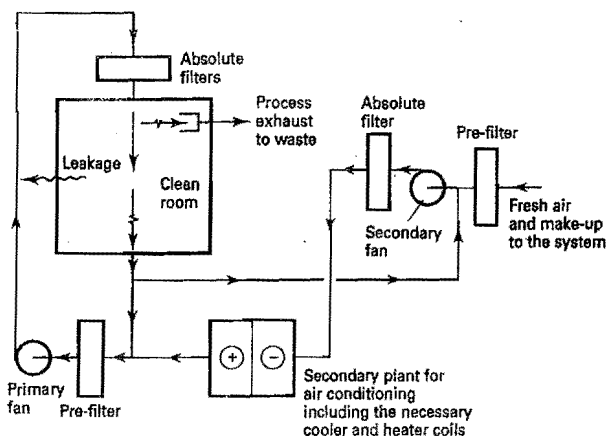 Absolute
filters
Process
exhaust
to waste
Absolute
filter
Pre-filter
Leakage
Clean
room
Secondary
fan
Fresh air
and make-up
to the system
+
−
Primary
fan
Pre-filter
Secondary plant for
air conditioning
including the necessary
cooler and heater coils